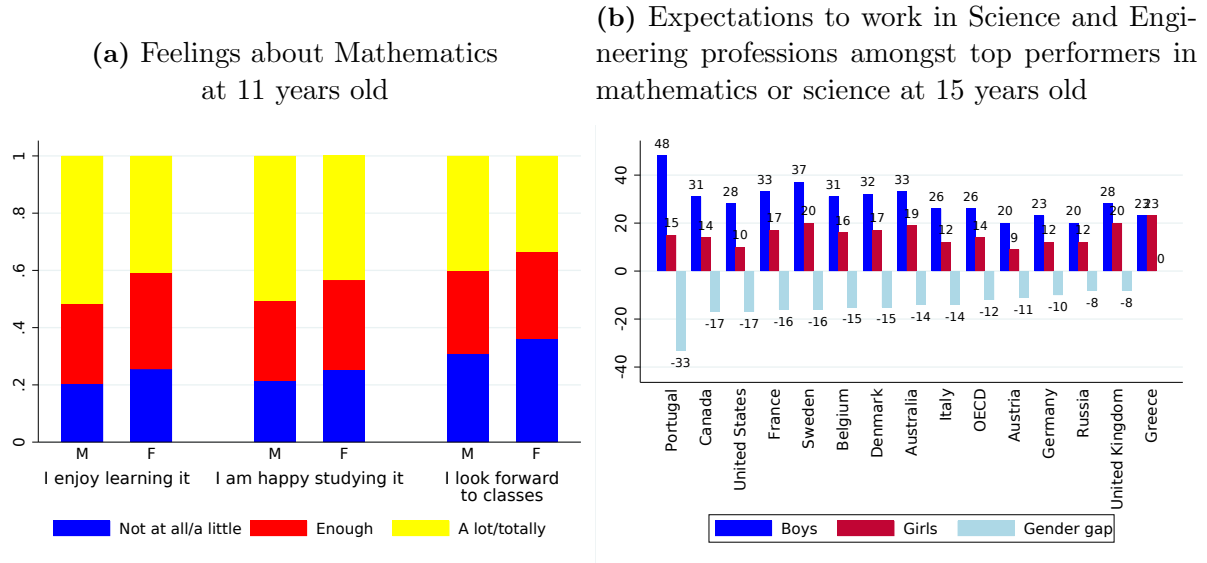 (a) Feelings about Mathematics
at 11 years old
(b) Expectations to work in Science and Engi-
neering professions amongst top performers in
mathematics or science at 15 years old
1
.8
.6
.4
.2
0
M F M F M F
I enjoy learning it I am happy studying it I look forward
to classes
Not at all/a little Enough A lot/totally
40
20
0
-20
-40
48 31 28 33 37 31 32 33 26 26 20 23 20 28 23
15 14 10 17 20 16 17 19 12 14 9 12 12 20 23
-33 -17 -17 -16 -16 -15 -15 -14 -14 -12 -11 -10 -8 -8 0
Portugal
Canada
United States
France
Sweden
Belgium
Denmark
Australia
Italy
OECD
Austria
Germany
Russia
United Kingdom
Greece
Boys Girls Gender gap